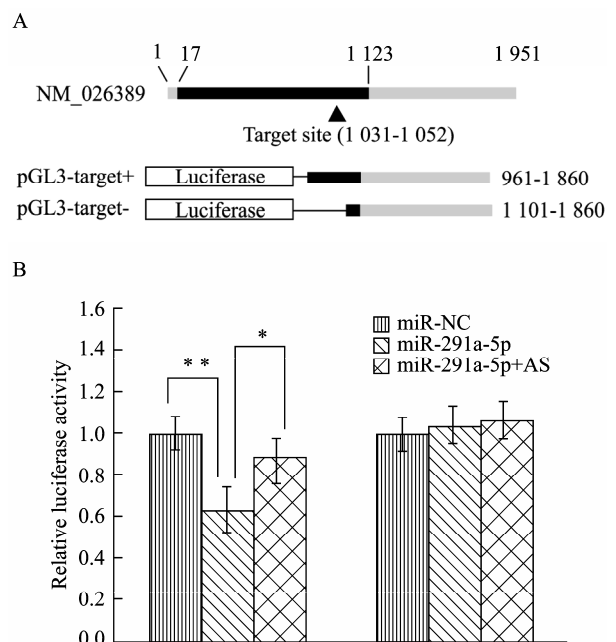 A
1 17 1 123 1 951
NM_026389
Target site (1 031-1 052)
pGL3-target+ Luciferase 961-1 860
pGL3-target- Luciferase 1 101-1 860
B
Relative luciferase activity
1.6
1.4
1.2
1.0
0.8
0.6
0.4
0.2
0.0
* *
*
miR-NC
miR-291a-5p
miR-291a-5p+AS